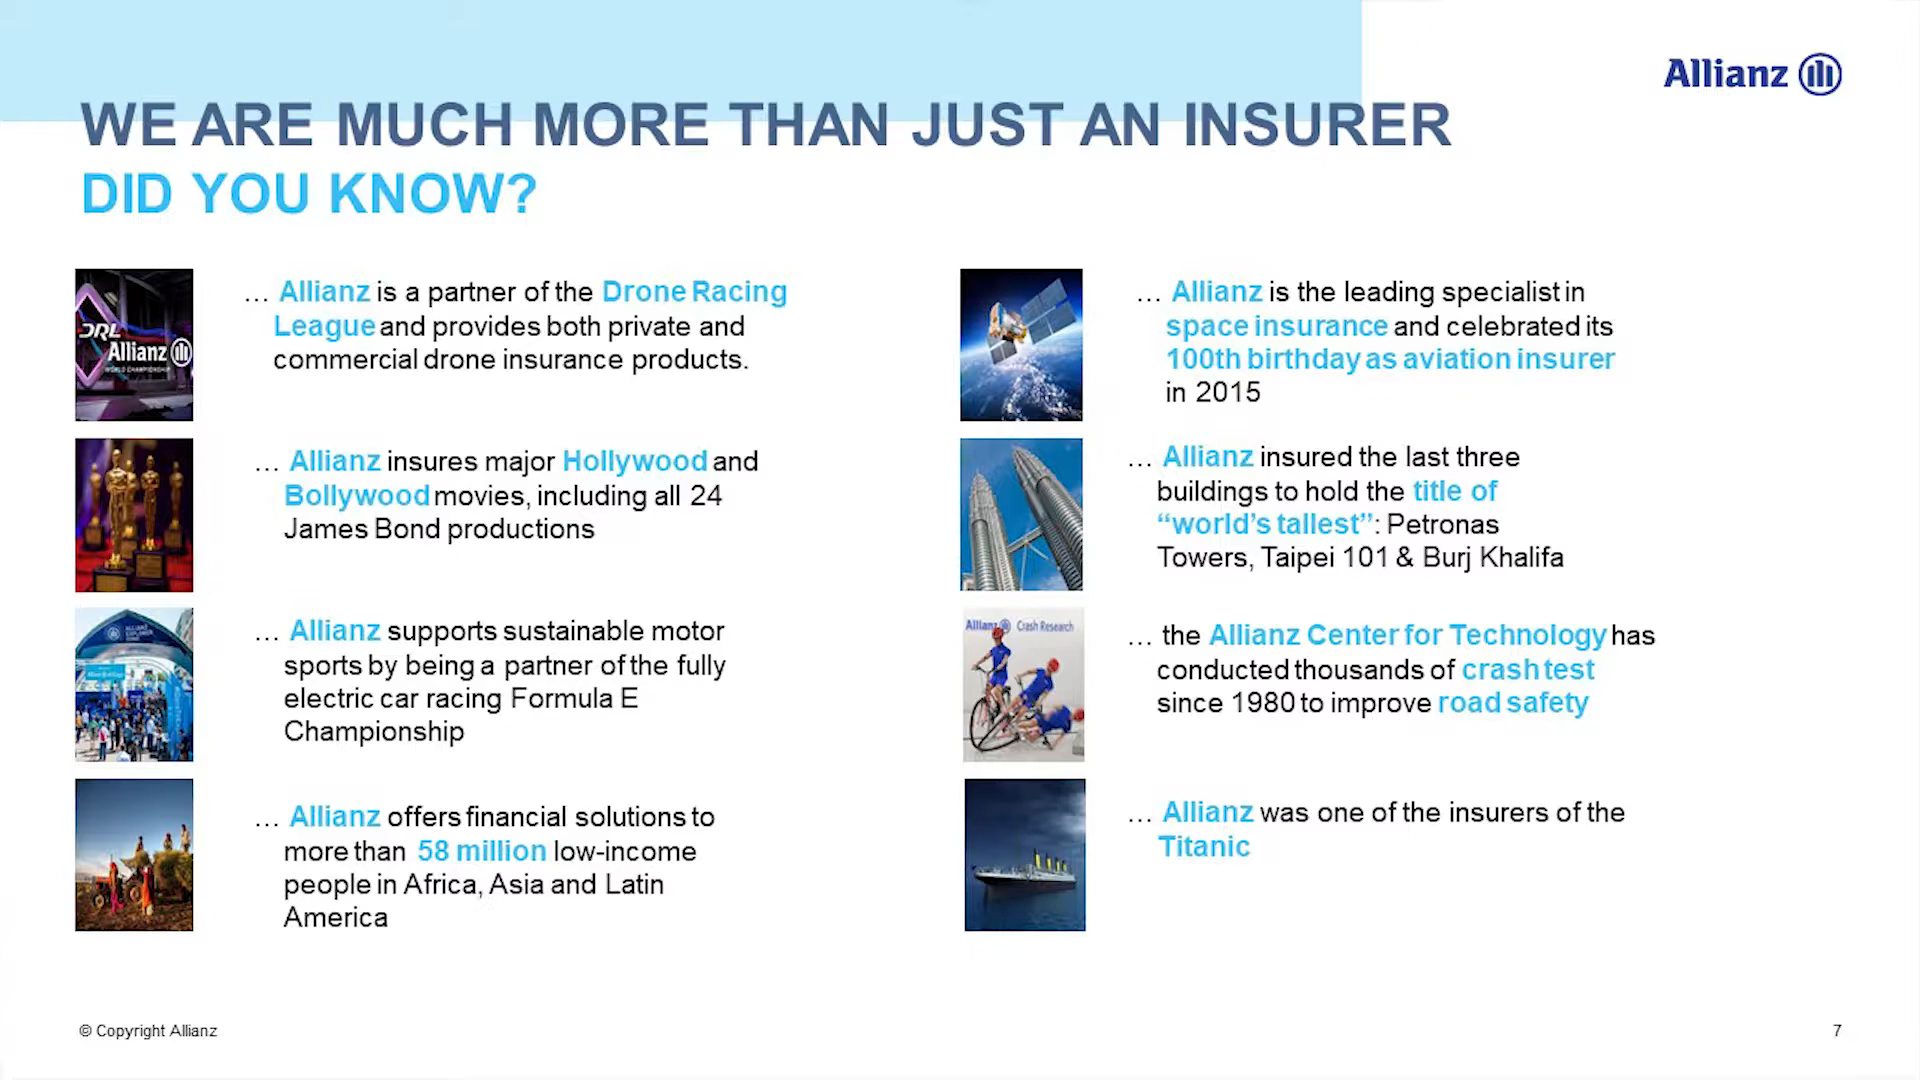 Allianz
WE ARE MUCH MORE THAN JUST AN INSURER
DID YOU KNOW?
DRL
Allianz
WORLD CHAMPIONSHIP
… Allianz is a partner of the Drone Racing
League and provides both private and
commercial drone insurance products.
… Allianz insures major Hollywood and
Bollywood movies, including all 24
James Bond productions
… Allianz supports sustainable motor
sports by being a partner of the fully
electric car racing Formula E
Championship
… Allianz offers financial solutions to
more than 58 million low-income
people in Africa, Asia and Latin
America
… Allianz is the leading specialist in
space insurance and celebrated its
100th birthday as aviation insurer
in 2015
… Allianz insured the last three
buildings to hold the title of
“world’s tallest”: Petronas
Towers, Taipei 101 & Burj Khalifa
Allianz Crash Research
… the Allianz Center for Technology has
conducted thousands of crash test
since 1980 to improve road safety
… Allianz was one of the insurers of the
Titanic
© Copyright Allianz
7